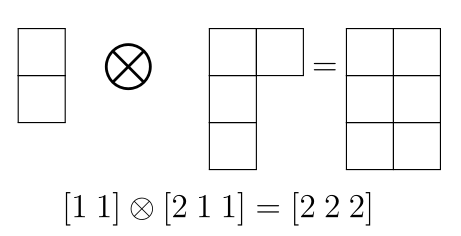 ⊗ =
[1 1] ⊗ [2 1 1] = [2 2 2]